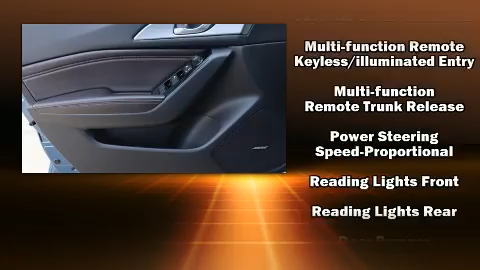 Multi-function Remote
Keyless/illuminated Entry
Multi-function
Remote Trunk Release
Power Steering
Speed-Proportional
Reading Lights Front
Reading Lights Rear